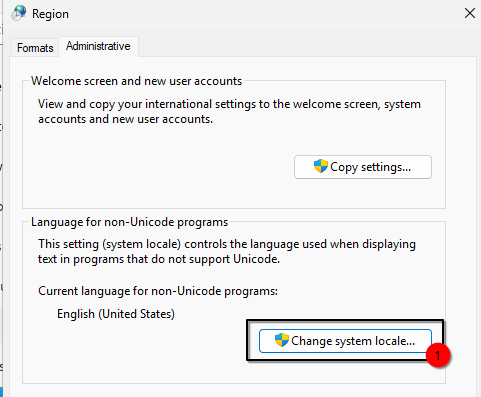 Region
Formats
Administrative
Welcome screen and new user accounts
View and copy your international settings to the welcome screen, system
accounts and new user accounts.
Copy settings...
Language for non-Unicode programs
This setting (system locale) controls the language used when displaying
text in programs that do not support Unicode.
Current language for non-Unicode programs:
English (United States)
Change system locale...
1